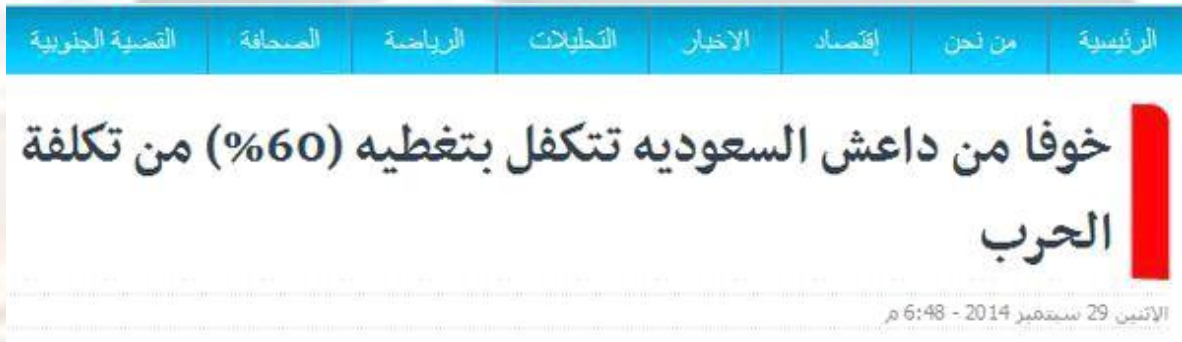 الرئيسية من نحن إقتصاد الاخبار التحليلات الرياضة الصحافة القضية الجنوبية
خوفا من داعش السعوديه تتكفل بتغطيه (60%) من تكلفة
الحرب
الاثنين 29 سبتمبر 2014 - 6:48 م